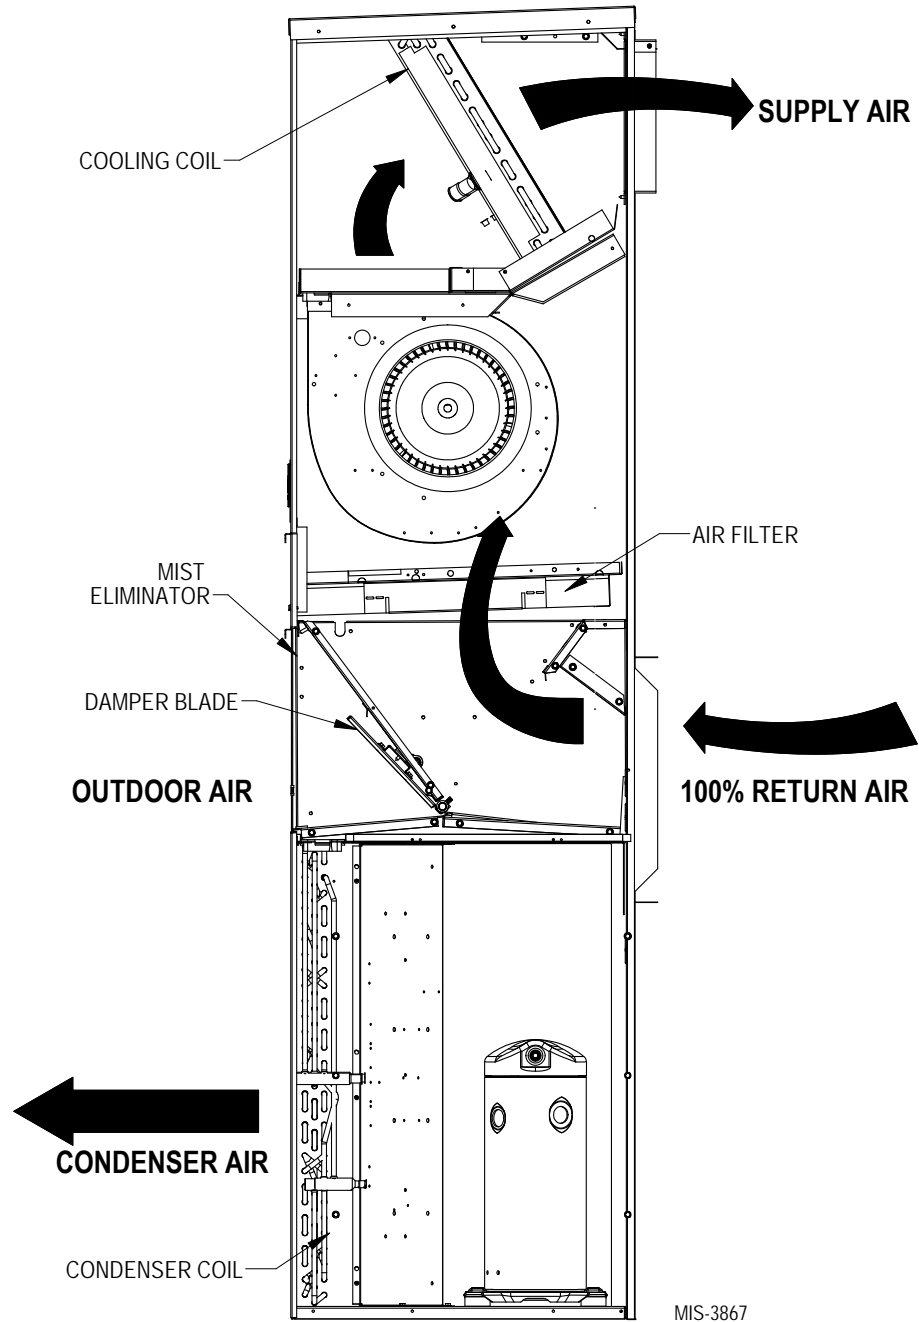 SUPPLY AIR
COOLING COIL
AIR FILTER
MIST
ELIMINATOR
DAMPER BLADE
OUTDOOR AIR
100% RETURN AIR
CONDENSER AIR
CONDENSER COIL
MIS-3867